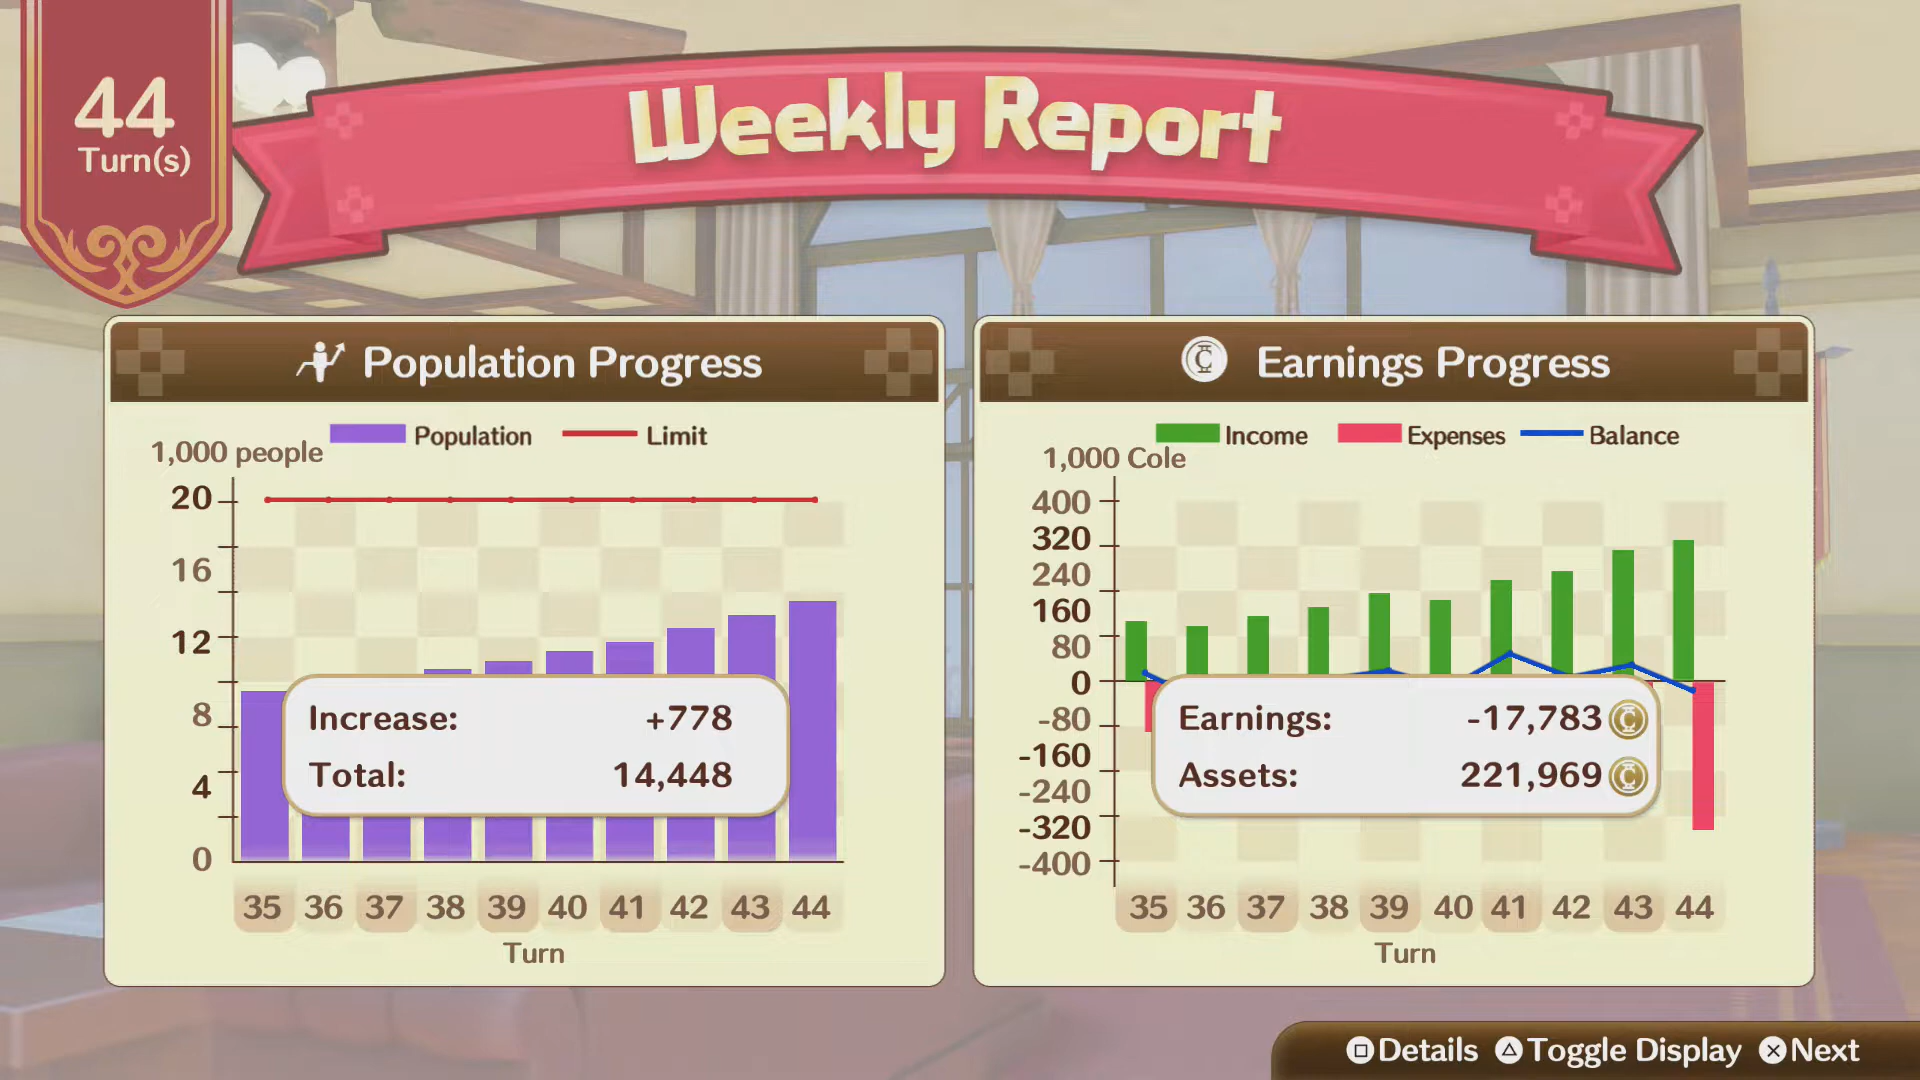 44
Turn(s)
Weekly Report
Population Progress
Population
Limit
1,000 people
20
16
12
8
4
0
Increase: +778
Total: 14,448
35 36 37 38 39 40 41 42 43 44
Turn
Earnings Progress
Income
Expenses
Balance
1,000 Cole
400
320
240
160
80
0
-80
-160
-240
-320
-400
Earnings: -17,783
Assets: 221,969
35 36 37 38 39 40 41 42 43 44
Turn
Details
Toggle Display
Next